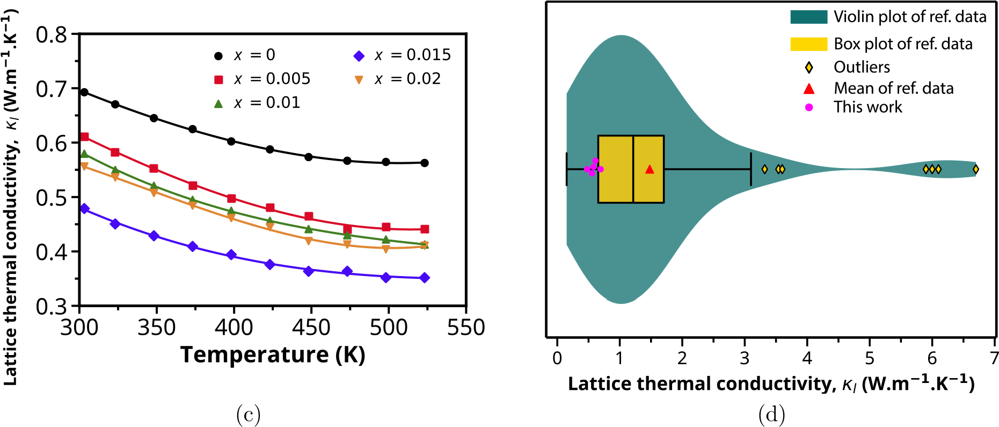 Lattice thermal conductivity, κl (W.m⁻¹.K⁻¹)
0.8
0.7
0.6
0.5
0.4
0.3
x = 0
x = 0.005
x = 0.01
x = 0.015
x = 0.02
300 350 400 450 500 550
Temperature (K)
(c)
Violin plot of ref. data
Box plot of ref. data
Outliers
Mean of ref. data
This work
0 1 2 3 4 5 6 7
Lattice thermal conductivity, κl (W.m⁻¹.K⁻¹)
(d)